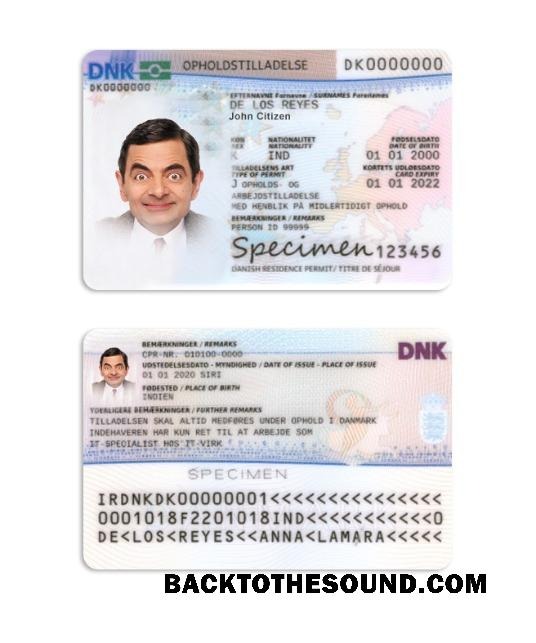 DNK OPHOLDSTILLADELSE DK0000000
DK0000000
EFTERNAVNE Fornavne / SURNAMES Forenames
DE LOS REYES
John Citizen
KØN NATIONALITET FØDSELSDATO
SEX NATIONALITY DATE OF BIRTH
K IND 01 01 2000
TILLADELSENS ART KORTETS UDLØBSDATO
TYPE OF PERMIT CARD EXPIRY
J OPHOLDS- OG 01 01 2022
ARBEJDSTILLADELSE
MED HENBLIK PÅ MIDLERTIDIGT OPHOLD
BEMÆRKNINGER / REMARKS
PERSON ID 99999
Specimen 123456
DANISH RESIDENCE PERMIT/ TITRE DE SÉJOUR
BEMÆRKNINGER / REMARKS DNK
CPR-NR. 010100-0000
UDSTEDELSESDATO - MYNDIGHED / DATE OF ISSUE - PLACE OF ISSUE
01 01 2020 SIRI
FØDESTED / PLACE OF BIRTH
INDIEN
YDERLIGERE BEMÆRKNINGER / FURTHER REMARKS
TILLADELSEN SKAL ALTID MEDFØRES UNDER OPHOLD I DANMARK
INDEHAVEREN HAR KUN RET TIL AT ARBEJDE SOM
IT-SPECIALIST HOS IT-VIRK
SPECIMEN
IRDNKDK00000001<<<<<<<<<<<<<<<
0001018F2201018IND<<<<<<<<<<<0
DE<LOS<REYES<<ANNA<LAMARA<<<<<
BACKTOTHESOUND.COM